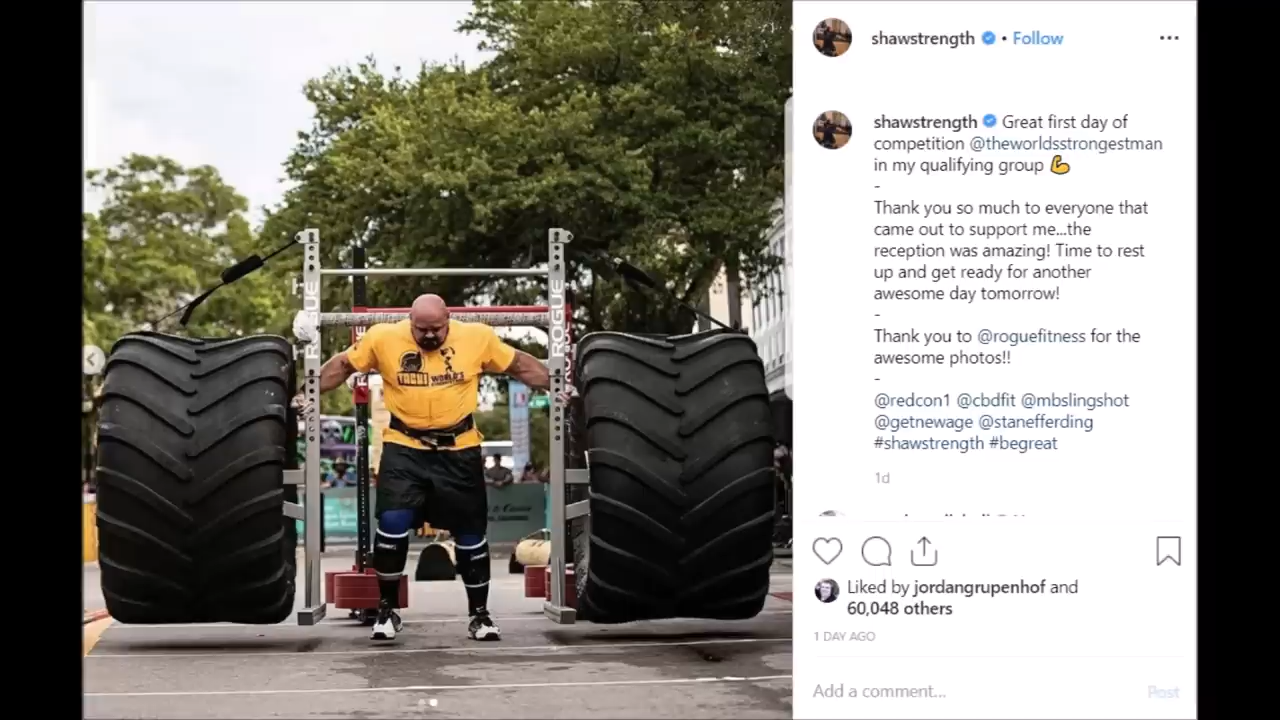 shawstrength • Follow
shawstrength Great first day of
competition @theworldsstrongestman
in my qualifying group 💪
-
Thank you so much to everyone that
came out to support me...the
reception was amazing! Time to rest
up and get ready for another
awesome day tomorrow!
-
Thank you to @roguefitness for the
awesome photos!!
-
@redcon1 @cbdfit @mbslingshot
@getnewage @stanefferding
#shawstrength #begreat
1d
Liked by jordangrupenhof and
60,048 others
1 DAY AGO
Add a comment... Post
ROGUE
ROGUE
WORLD'S